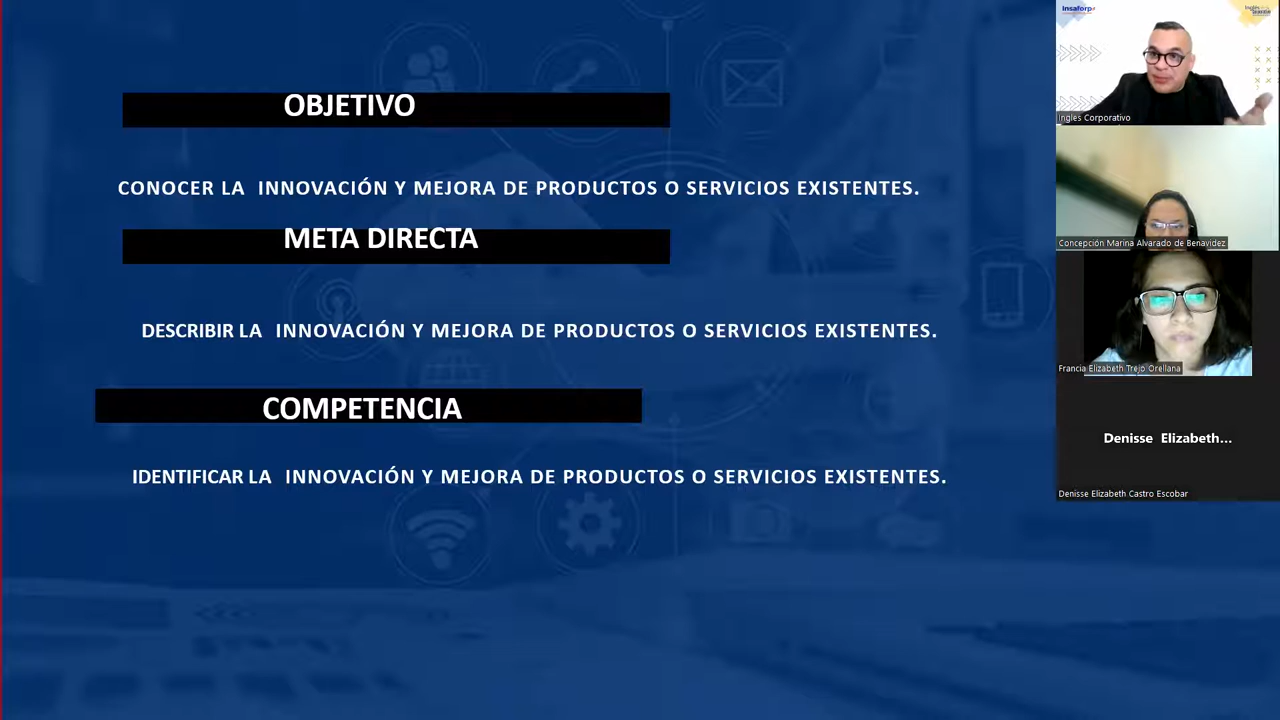 OBJETIVO
CONOCER LA INNOVACIÓN Y MEJORA DE PRODUCTOS O SERVICIOS EXISTENTES.
META DIRECTA
DESCRIBIR LA INNOVACIÓN Y MEJORA DE PRODUCTOS O SERVICIOS EXISTENTES.
COMPETENCIA
IDENTIFICAR LA INNOVACIÓN Y MEJORA DE PRODUCTOS O SERVICIOS EXISTENTES.
Insaforp
Ingles Corporativo
Concepción Marina Alvarado de Benavidez
Francia Elizabeth Trejo Orellana
Denisse Elizabeth...
Denisse Elizabeth Castro Escobar